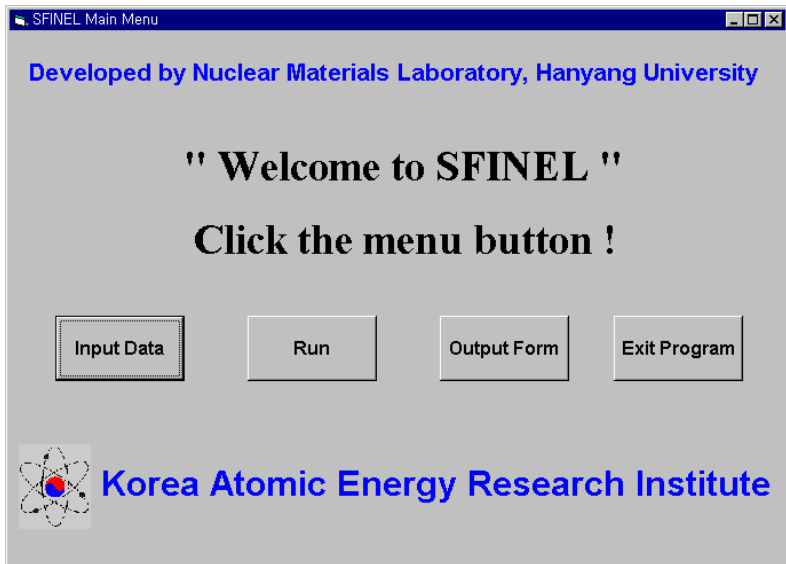 SFINEL Main Menu
Developed by Nuclear Materials Laboratory, Hanyang University
" Welcome to SFINEL "
Click the menu button !
Input Data Run Output Form Exit Program
Korea Atomic Energy Research Institute